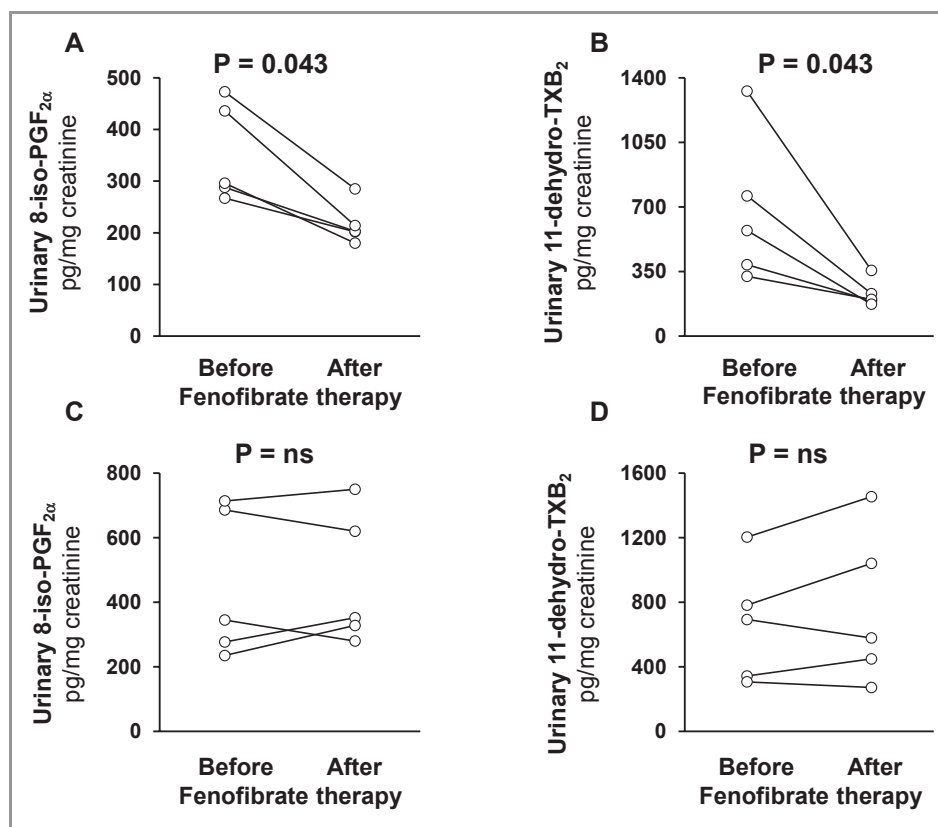 A
P = 0.043
Urinary 8-iso-PGF2α
pg/mg creatinine
500
400
300
200
100
0
Before After
Fenofibrate therapy
B
P = 0.043
Urinary 11-dehydro-TXB2
pg/mg creatinine
1400
1050
700
350
0
Before After
Fenofibrate therapy
C
P = ns
Urinary 8-iso-PGF2α
pg/mg creatinine
800
600
400
200
0
Before After
Fenofibrate therapy
D
P = ns
Urinary 11-dehydro-TXB2
pg/mg creatinine
1600
1200
800
400
0
Before After
Fenofibrate therapy